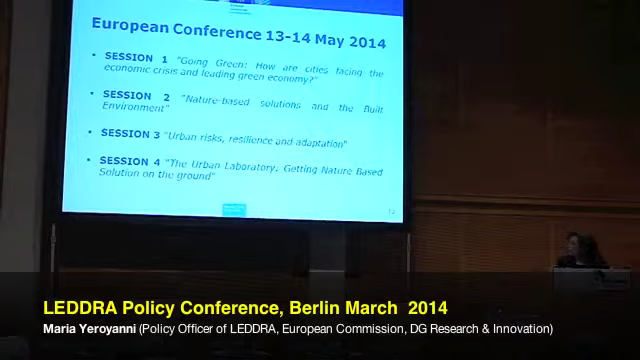 European Conference 13-14 May 2014
• SESSION 1 "Going Green: How are cities facing the
economic crisis and leading green economy?"
• SESSION 2 "Nature-based solutions and the Built
Environment"
• SESSION 3 "Urban risks, resilience and adaptation"
• SESSION 4 "The Urban Laboratory: Getting Nature Based
Solution on the ground"
12
LEDDRA Policy Conference, Berlin March 2014
Maria Yeroyanni (Policy Officer of LEDDRA, European Commission, DG Research & Innovation)